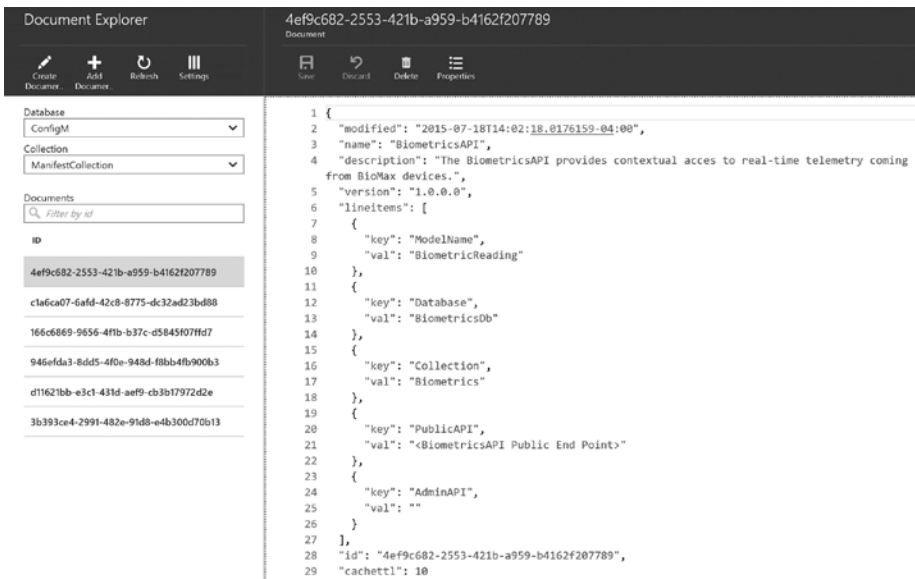 Document Explorer
Create Documen..
Add Documen..
Refresh
Settings
Database
ConfigM
Collection
ManifestCollection
Documents
Filter by id
ID
4ef9c682-2553-421b-a959-b4162f207789
c1a6ca07-6afd-42c8-8775-dc32ad23bd88
166c6869-9656-4f1b-b37c-d5845f07ffd7
946efda3-8dd5-4f0e-948d-f8bb4fb900b3
d11621bb-e3c1-431d-aef9-cb3b17972d2e
3b393ce4-2991-482e-91d8-e4b300d70b13
4ef9c682-2553-421b-a959-b4162f207789
Document
Save
Discard
Delete
Properties
1 {
2 "modified": "2015-07-18T14:02:18.0176159-04:00",
3 "name": "BiometricsAPI",
4 "description": "The BiometricsAPI provides contextual acces to real-time telemetry coming
from BioMax devices.",
5 "version": "1.0.0.0",
6 "lineitems": [
7 {
8 "key": "ModelName",
9 "val": "BiometricReading"
10 },
11 {
12 "key": "Database",
13 "val": "BiometricsDb"
14 },
15 {
16 "key": "Collection",
17 "val": "Biometrics"
18 },
19 {
20 "key": "PublicAPI",
21 "val": "<BiometricsAPI Public End Point>"
22 },
23 {
24 "key": "AdminAPI",
25 "val": ""
26 }
27 ],
28 "id": "4ef9c682-2553-421b-a959-b4162f207789",
29 "cachettl": 10